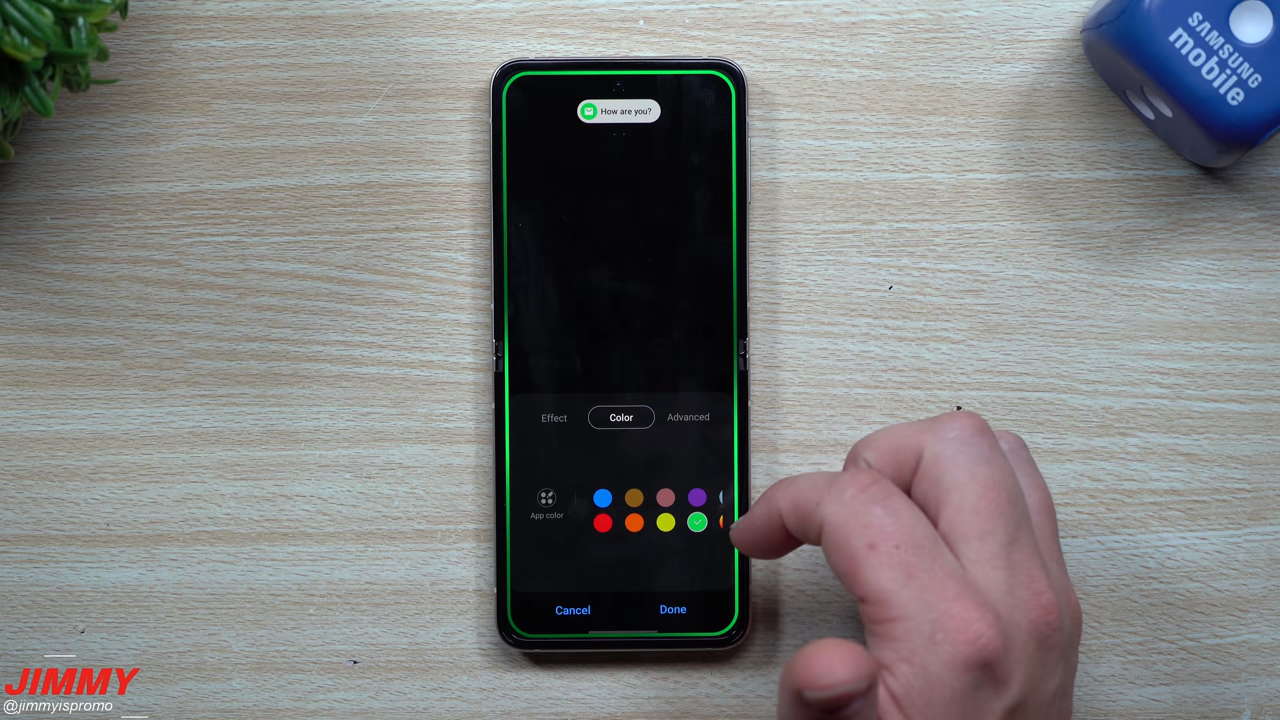 SAMSUNG
mobile
How are you?
Effect
Color
Advanced
App color
Cancel
Done
JIMMY
@jimmyispromo